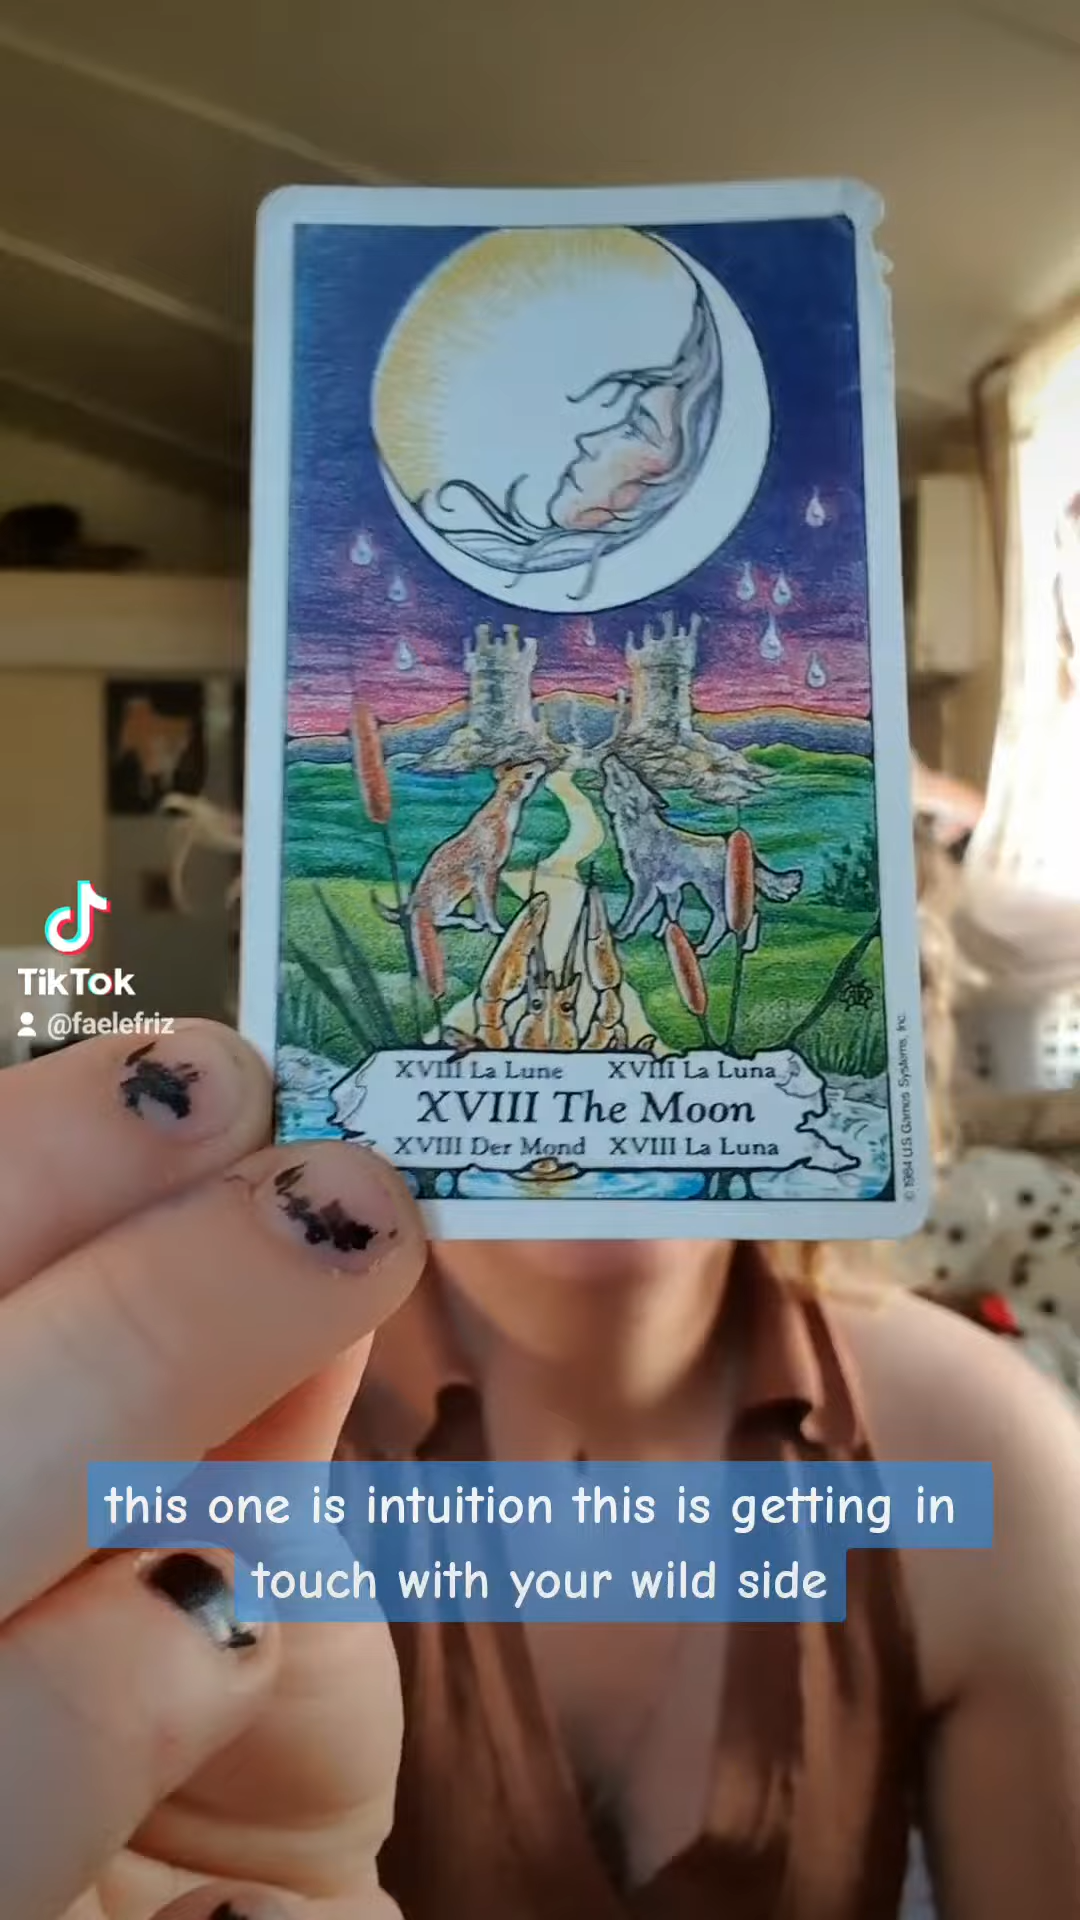 TikTok
@faelefriz
XVIII La Lune XVIII La Luna
XVIII The Moon
XVIII Der Mond XVIII La Luna
© 1984 U.S. Games Systems, Inc.
this one is intuition this is getting in
touch with your wild side